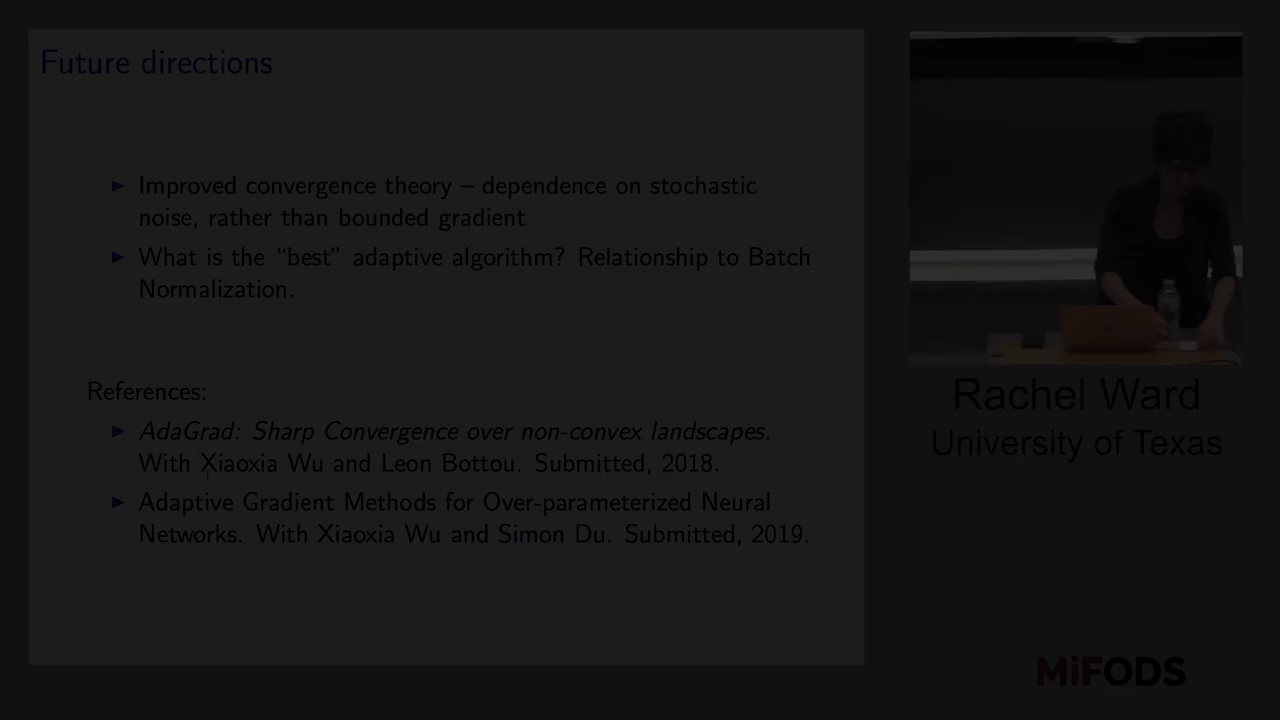 Future directions
▶ Improved convergence theory – dependence on stochastic
noise, rather than bounded gradient
▶ What is the “best” adaptive algorithm? Relationship to Batch
Normalization.
References:
▶ AdaGrad: Sharp Convergence over non-convex landscapes.
With Xiaoxia Wu and Leon Bottou. Submitted, 2018.
▶ Adaptive Gradient Methods for Over-parameterized Neural
Networks. With Xiaoxia Wu and Simon Du. Submitted, 2019.
Rachel Ward
University of Texas
MiFODS